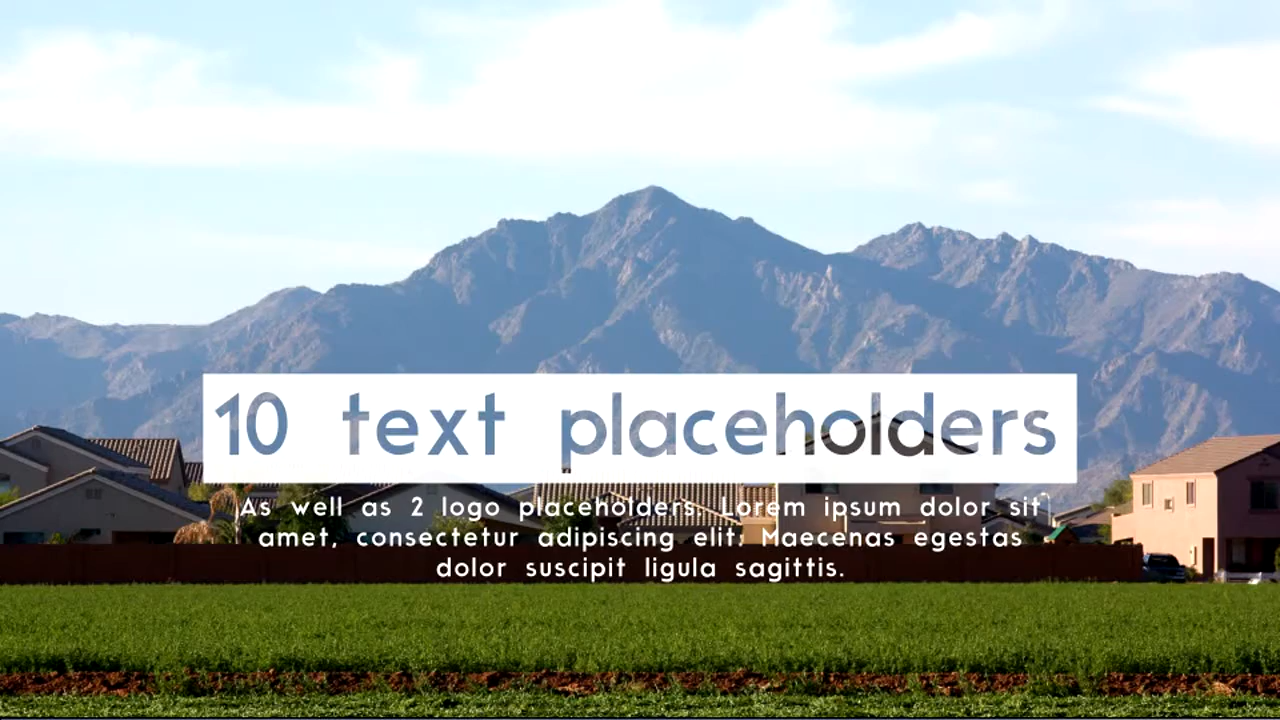 10 text placeholders
As well as 2 logo placeholders. Lorem ipsum dolor sit
amet, consectetur adipiscing elit; Maecenas egestas
dolor suscipit ligula sagittis.